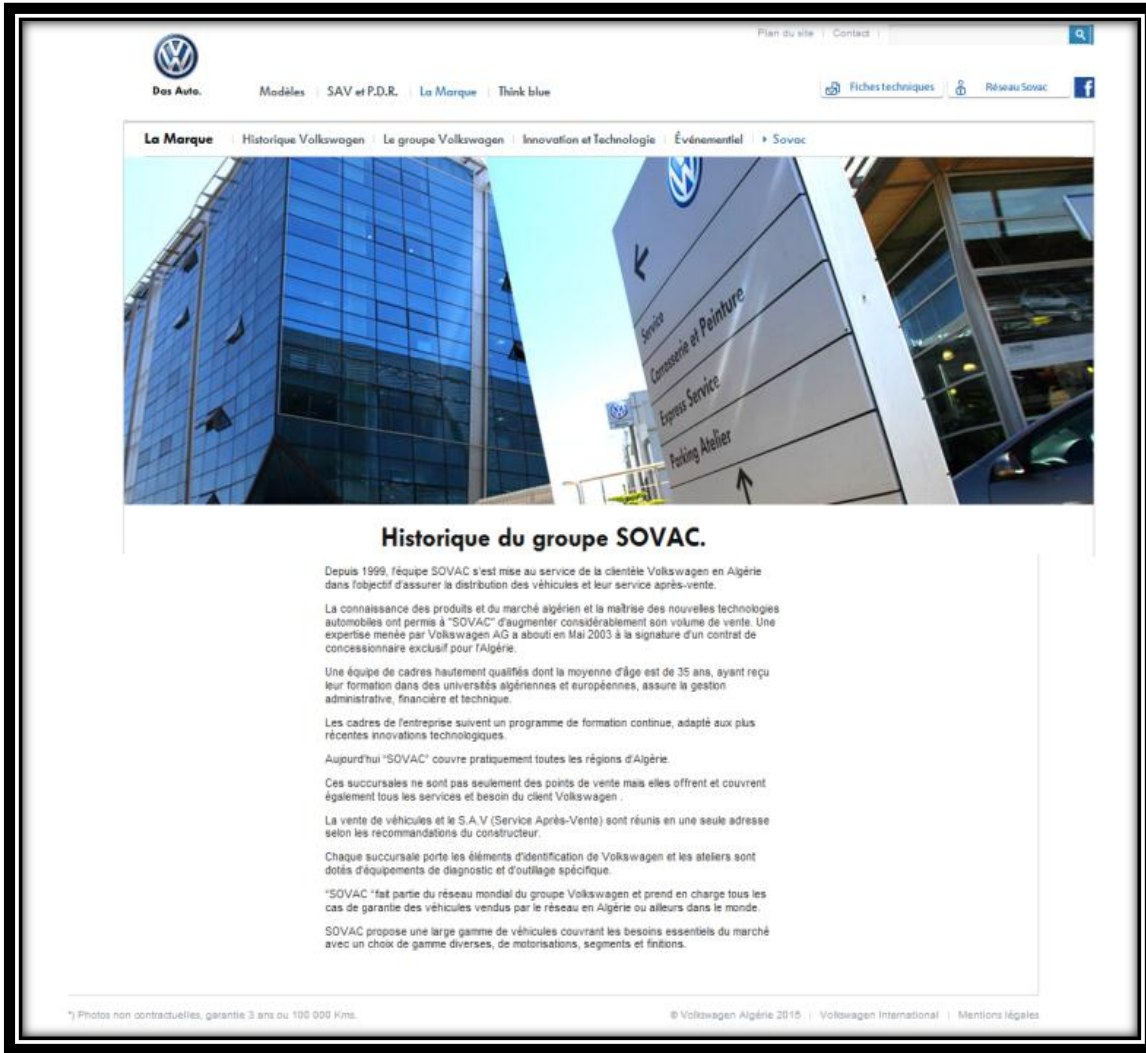 Plan du site | Contact |
Das Auto.
Modèles | SAV et P.D.R. | La Marque | Think blue
Fiches techniques
Réseau Sovac
f
La Marque | Historique Volkswagen | Le groupe Volkswagen | Innovation et Technologie | Événementiel | Sovac
Service
Carrosserie et Peinture
Express Service
Parking Atelier
Historique du groupe SOVAC.
Depuis 1999, l'équipe SOVAC s'est mise au service de la clientèle Volkswagen en Algérie
dans l'objectif d'assurer la distribution des véhicules et leur service après-vente.
La connaissance des produits et du marché algérien et la maîtrise des nouvelles technologies
automobiles ont permis à "SOVAC" d'augmenter considérablement son volume de vente. Une
expertise menée par Volkswagen AG a abouti en Mai 2003 à la signature d'un contrat de
concessionnaire exclusif pour l'Algérie.
Une équipe de cadres hautement qualifiés dont la moyenne d'âge est de 35 ans, ayant reçu
leur formation dans des universités algériennes et européennes, assure la gestion
administrative, financière et technique.
Les cadres de l'entreprise suivent un programme de formation continue, adapté aux plus
récentes innovations technologiques.
Aujourd'hui "SOVAC" couvre pratiquement toutes les régions d'Algérie.
Ces succursales ne sont pas seulement des points de vente mais elles offrent et couvrent
également tous les services et besoin du client Volkswagen .
La vente de véhicules et le S.A.V (Service Après-Vente) sont réunis en une seule adresse
selon les recommandations du constructeur.
Chaque succursale porte les éléments d'identification de Volkswagen et les ateliers sont
dotés d'équipements de diagnostic et d'outillage spécifique.
"SOVAC "fait partie du réseau mondial du groupe Volkswagen et prend en charge tous les
cas de garantie des véhicules vendus par le réseau en Algérie ou ailleurs dans le monde.
SOVAC propose une large gamme de véhicules couvrant les besoins essentiels du marché
avec un choix de gamme diverses, de motorisations, segments et finitions.
*) Photos non contractuelles, garantie 3 ans ou 100 000 Kms.
© Volkswagen Algérie 2015 | Volkswagen International | Mentions légales